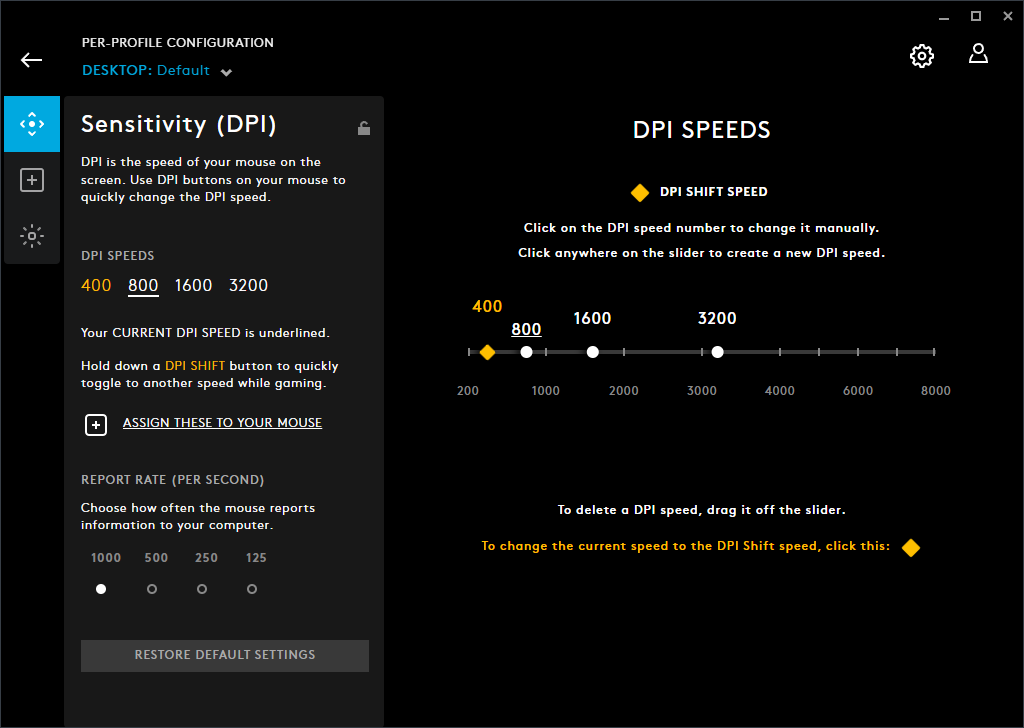 PER-PROFILE CONFIGURATION
DESKTOP: Default
Sensitivity (DPI)
DPI is the speed of your mouse on the
screen. Use DPI buttons on your mouse to
quickly change the DPI speed.
DPI SPEEDS
400 800 1600 3200
Your CURRENT DPI SPEED is underlined.
Hold down a DPI SHIFT button to quickly
toggle to another speed while gaming.
ASSIGN THESE TO YOUR MOUSE
REPORT RATE (PER SECOND)
Choose how often the mouse reports
information to your computer.
1000 500 250 125
RESTORE DEFAULT SETTINGS
DPI SPEEDS
DPI SHIFT SPEED
Click on the DPI speed number to change it manually.
Click anywhere on the slider to create a new DPI speed.
400
800
1600
3200
200 1000 2000 3000 4000 6000 8000
To delete a DPI speed, drag it off the slider.
To change the current speed to the DPI Shift speed, click this: